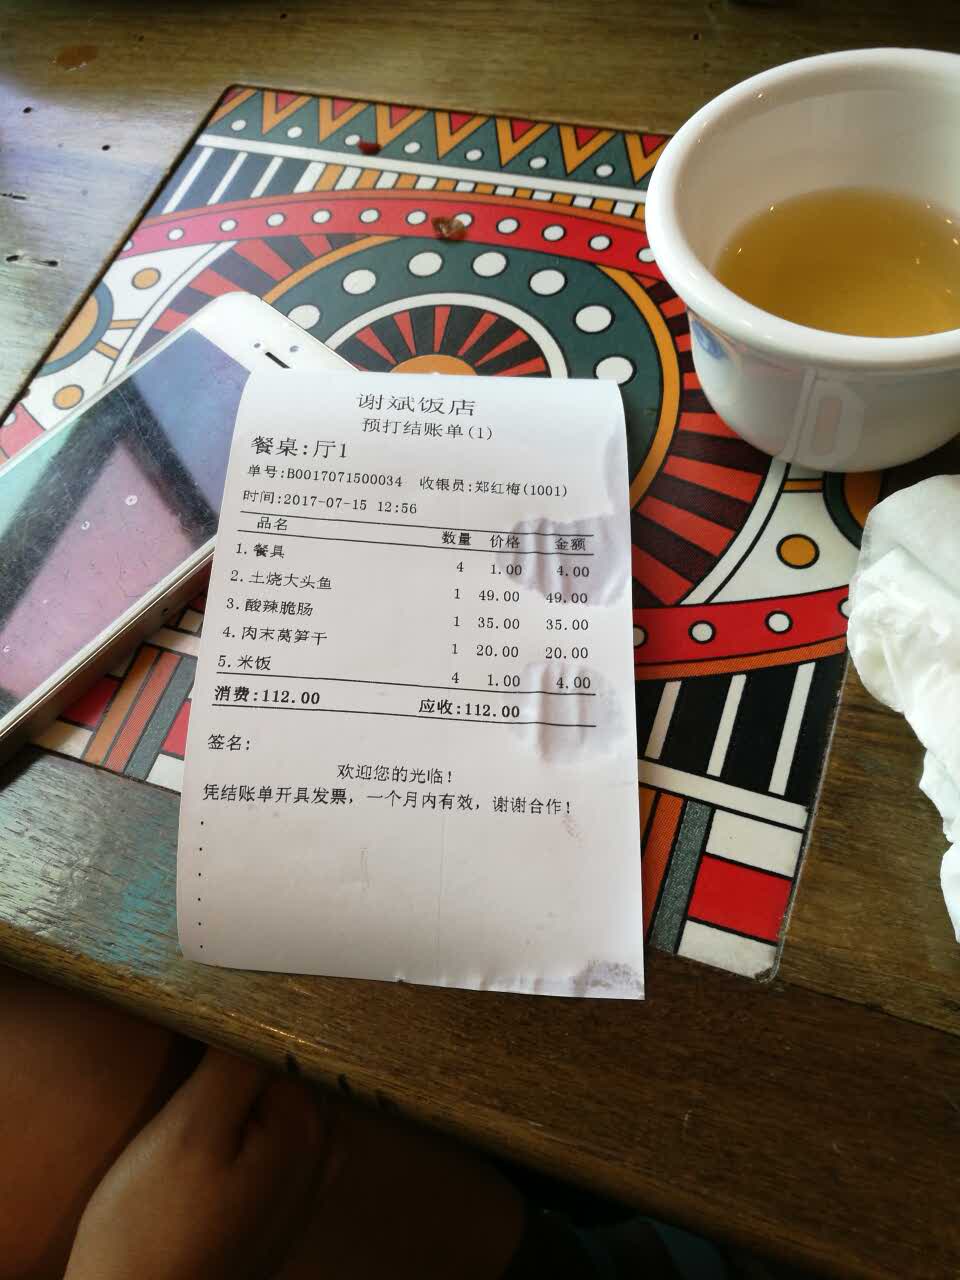 谢斌饭店
预打结账单(1)
餐桌:厅1
单号:B0017071500034 收银员:郑红梅(1001)
时间:2017-07-15 12:56
品名 数量 价格 金额
1.餐具 4 1.00 4.00
2.土烧大头鱼 1 49.00 49.00
3.酸辣脆肠 1 35.00 35.00
4.肉末莴笋干 1 20.00 20.00
5.米饭 4 1.00 4.00
消费:112.00 应收:112.00
签名:
欢迎您的光临!
凭结账单开具发票，一个月内有效，谢谢合作!